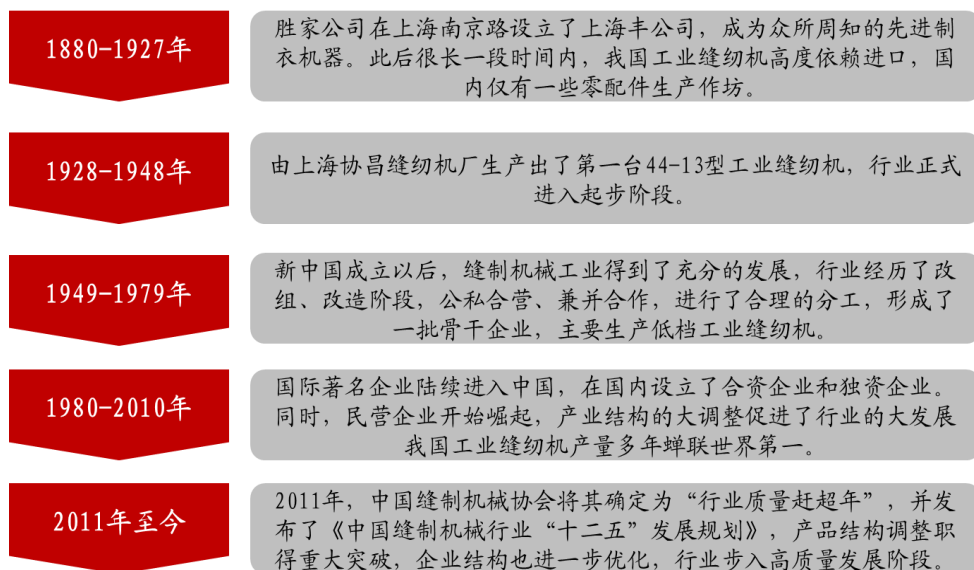 1880-1927年
胜家公司在上海南京路设立了上海丰公司，成为众所周知的先进制
衣机器。此后很长一段时间内，我国工业缝纫机高度依赖进口，国
内仅有一些零配件生产作坊。
1928-1948年
由上海协昌缝纫机厂生产出了第一台44-13型工业缝纫机，行业正式
进入起步阶段。
1949-1979年
新中国成立以后，缝制机械工业得到了充分的发展，行业经历了改
组、改造阶段，公私合营、兼并合作，进行了合理的分工，形成了
一批骨干企业，主要生产低档工业缝纫机。
1980-2010年
国际著名企业陆续进入中国，在国内设立了合资企业和独资企业。
同时，民营企业开始崛起，产业结构的大调整促进了行业的大发展
我国工业缝纫机产量多年蝉联世界第一。
2011年至今
2011年，中国缝制机械协会将其确定为“行业质量赶超年”，并发
布了《中国缝制机械行业“十二五”发展规划》，产品结构调整职
得重大突破，企业结构也进一步优化，行业步入高质量发展阶段。